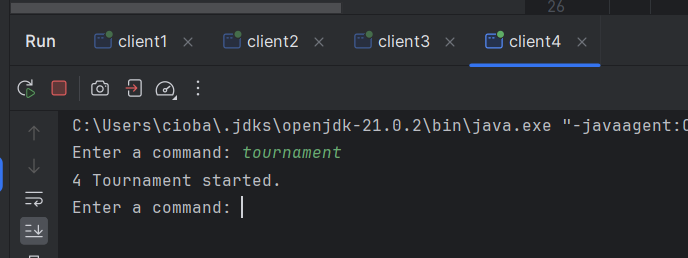 26
Run client1 client2 client3 client4
C:\Users\cioba\.jdks\openjdk-21.0.2\bin\java.exe "-javaagent:
Enter a command: tournament
4 Tournament started.
Enter a command: